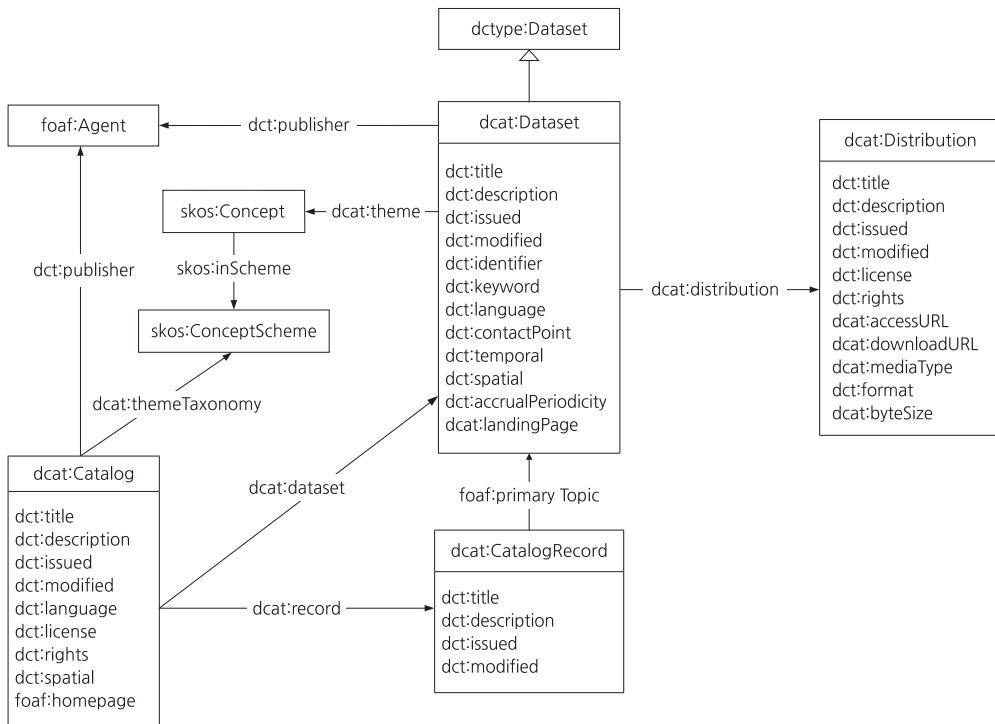 dctype:Dataset
foaf:Agent
dct:publisher
dcat:Dataset
dct:title
dct:description
dct:issued
dct:modified
dct:identifier
dct:keyword
dct:language
dct:contactPoint
dct:temporal
dct:spatial
dct:accrualPeriodicity
dcat:landingPage
dcat:Distribution
dct:title
dct:description
dct:issued
dct:modified
dct:license
dct:rights
dcat:accessURL
dcat:downloadURL
dcat:mediaType
dct:format
dcat:byteSize
skos:Concept
dcat:theme
dct:publisher
skos:inScheme
dcat:distribution
skos:ConceptScheme
dcat:themeTaxonomy
dcat:Catalog
dct:title
dct:description
dct:issued
dct:modified
dct:language
dct:license
dct:rights
dct:spatial
foaf:homepage
dcat:dataset
foaf:primary Topic
dcat:record
dcat:CatalogRecord
dct:title
dct:description
dct:issued
dct:modified